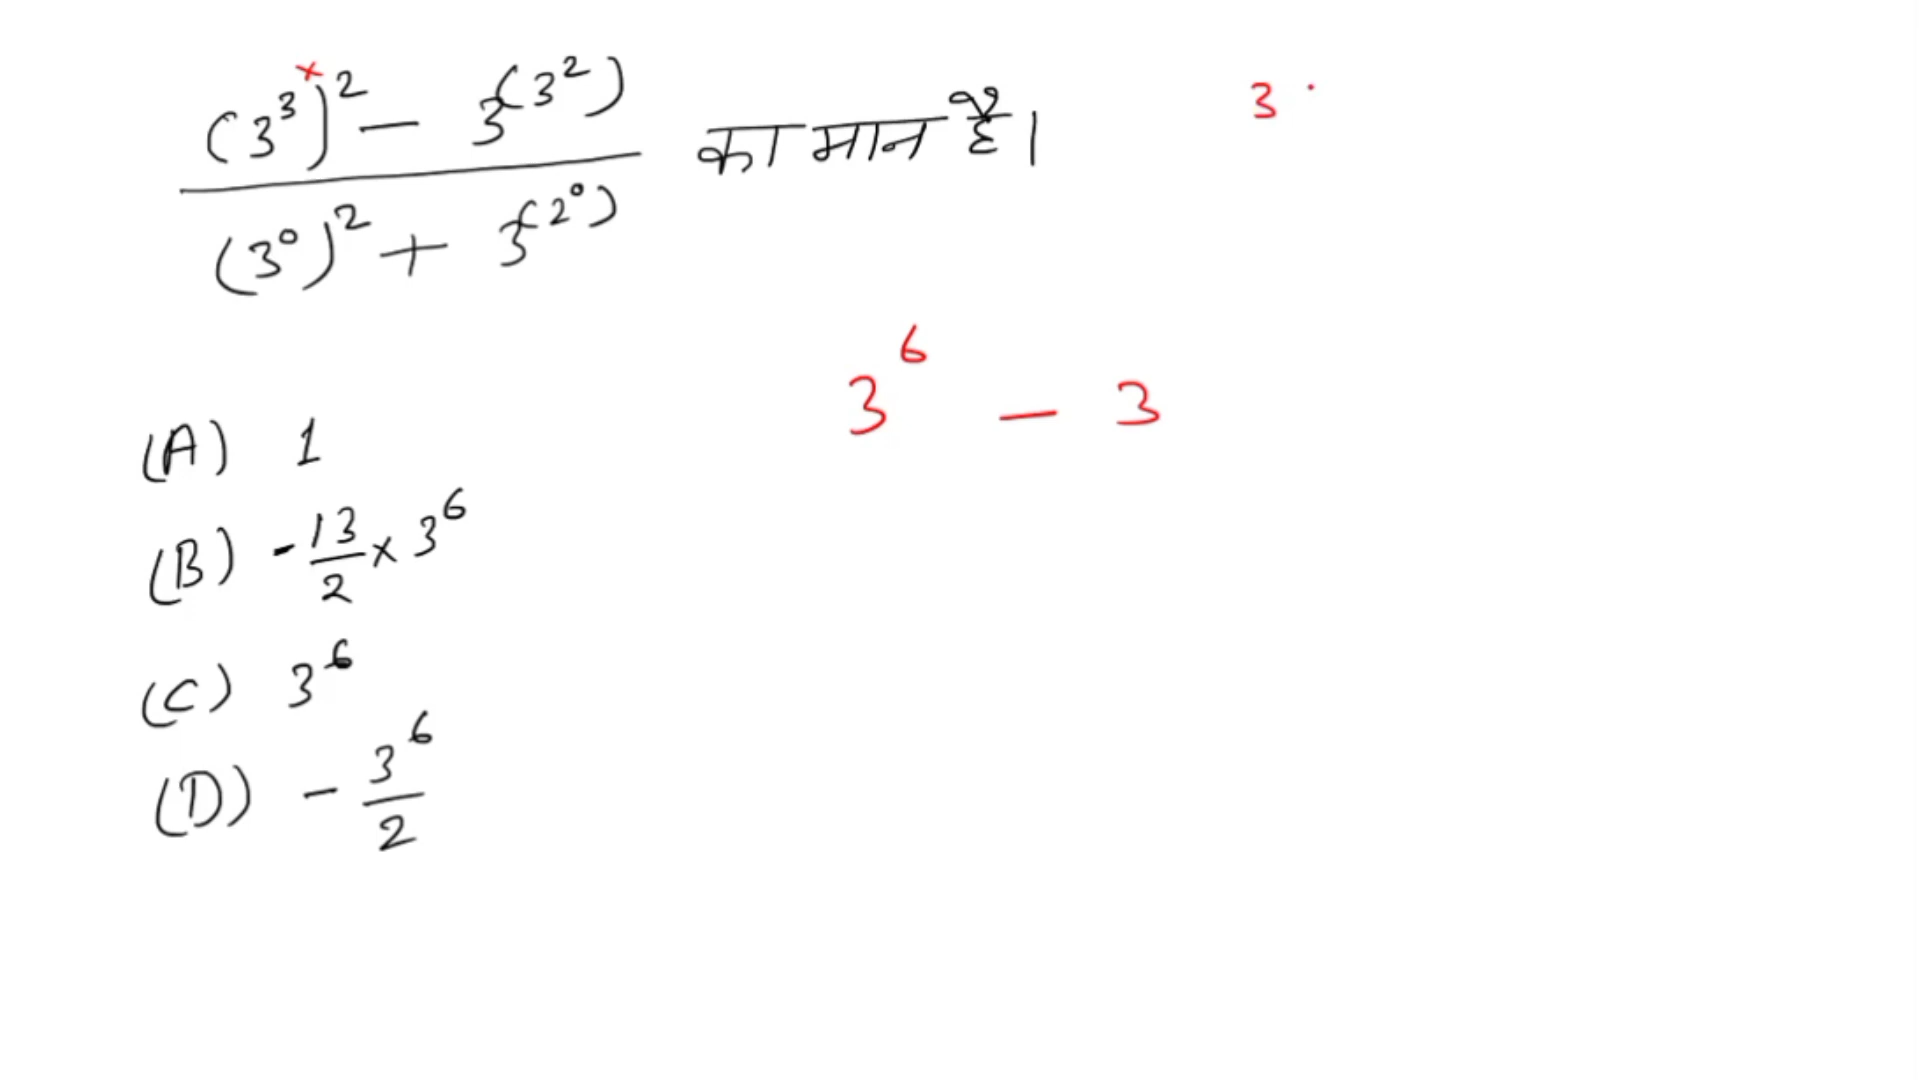 (3³)^×2 − 3^(3²) का मान है।
(3⁰)² + 3^(2⁰)
3 ·
3⁶ − 3
(A) 1
(B) -13/2 × 3⁶
(C) 3⁶
(D) − 3⁶/2